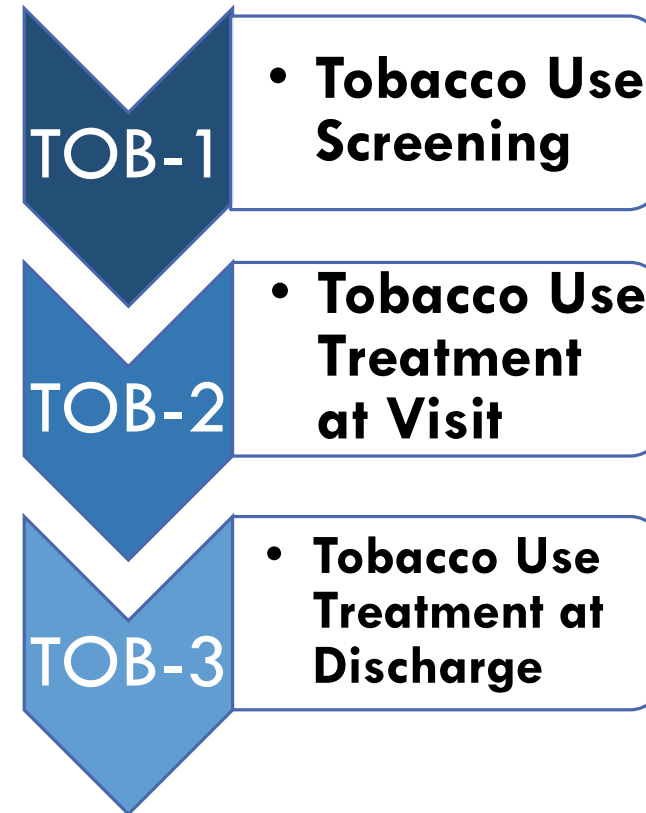 TOB-1
• Tobacco Use
Screening
TOB-2
• Tobacco Use
Treatment
at Visit
TOB-3
• Tobacco Use
Treatment at
Discharge